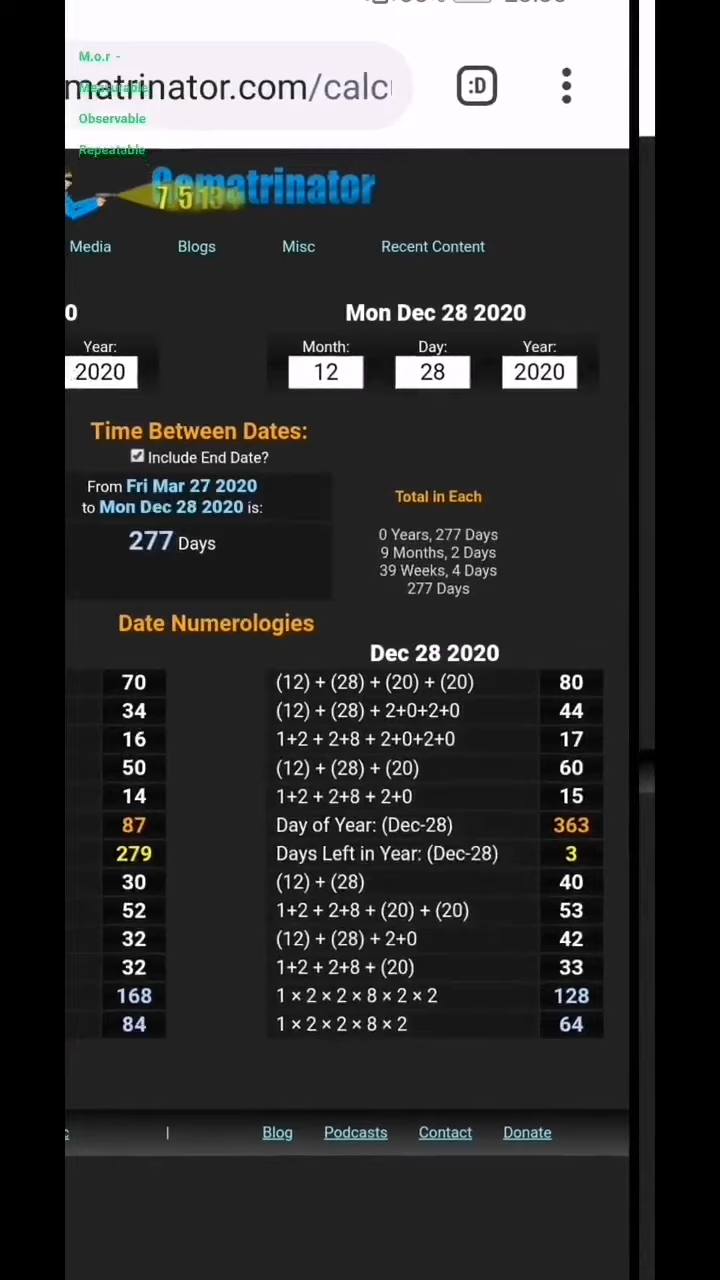 M.o.r -
matrinator.com/calc
:D
Measurable
Observable
Repeatable
Gematrinator
Media Blogs Misc Recent Content
0 Mon Dec 28 2020
Year: Month: Day: Year:
2020 12 28 2020
Time Between Dates:
Include End Date?
From Fri Mar 27 2020
to Mon Dec 28 2020 is:
277 Days
Total in Each
0 Years, 277 Days
9 Months, 2 Days
39 Weeks, 4 Days
277 Days
Date Numerologies
Dec 28 2020
70 (12) + (28) + (20) + (20) 80
34 (12) + (28) + 2+0+2+0 44
16 1+2 + 2+8 + 2+0+2+0 17
50 (12) + (28) + (20) 60
14 1+2 + 2+8 + 2+0 15
87 Day of Year: (Dec-28) 363
279 Days Left in Year: (Dec-28) 3
30 (12) + (28) 40
52 1+2 + 2+8 + (20) + (20) 53
32 (12) + (28) + 2+0 42
32 1+2 + 2+8 + (20) 33
168 1 × 2 × 2 × 8 × 2 × 2 128
84 1 × 2 × 2 × 8 × 2 64
| Blog Podcasts Contact Donate